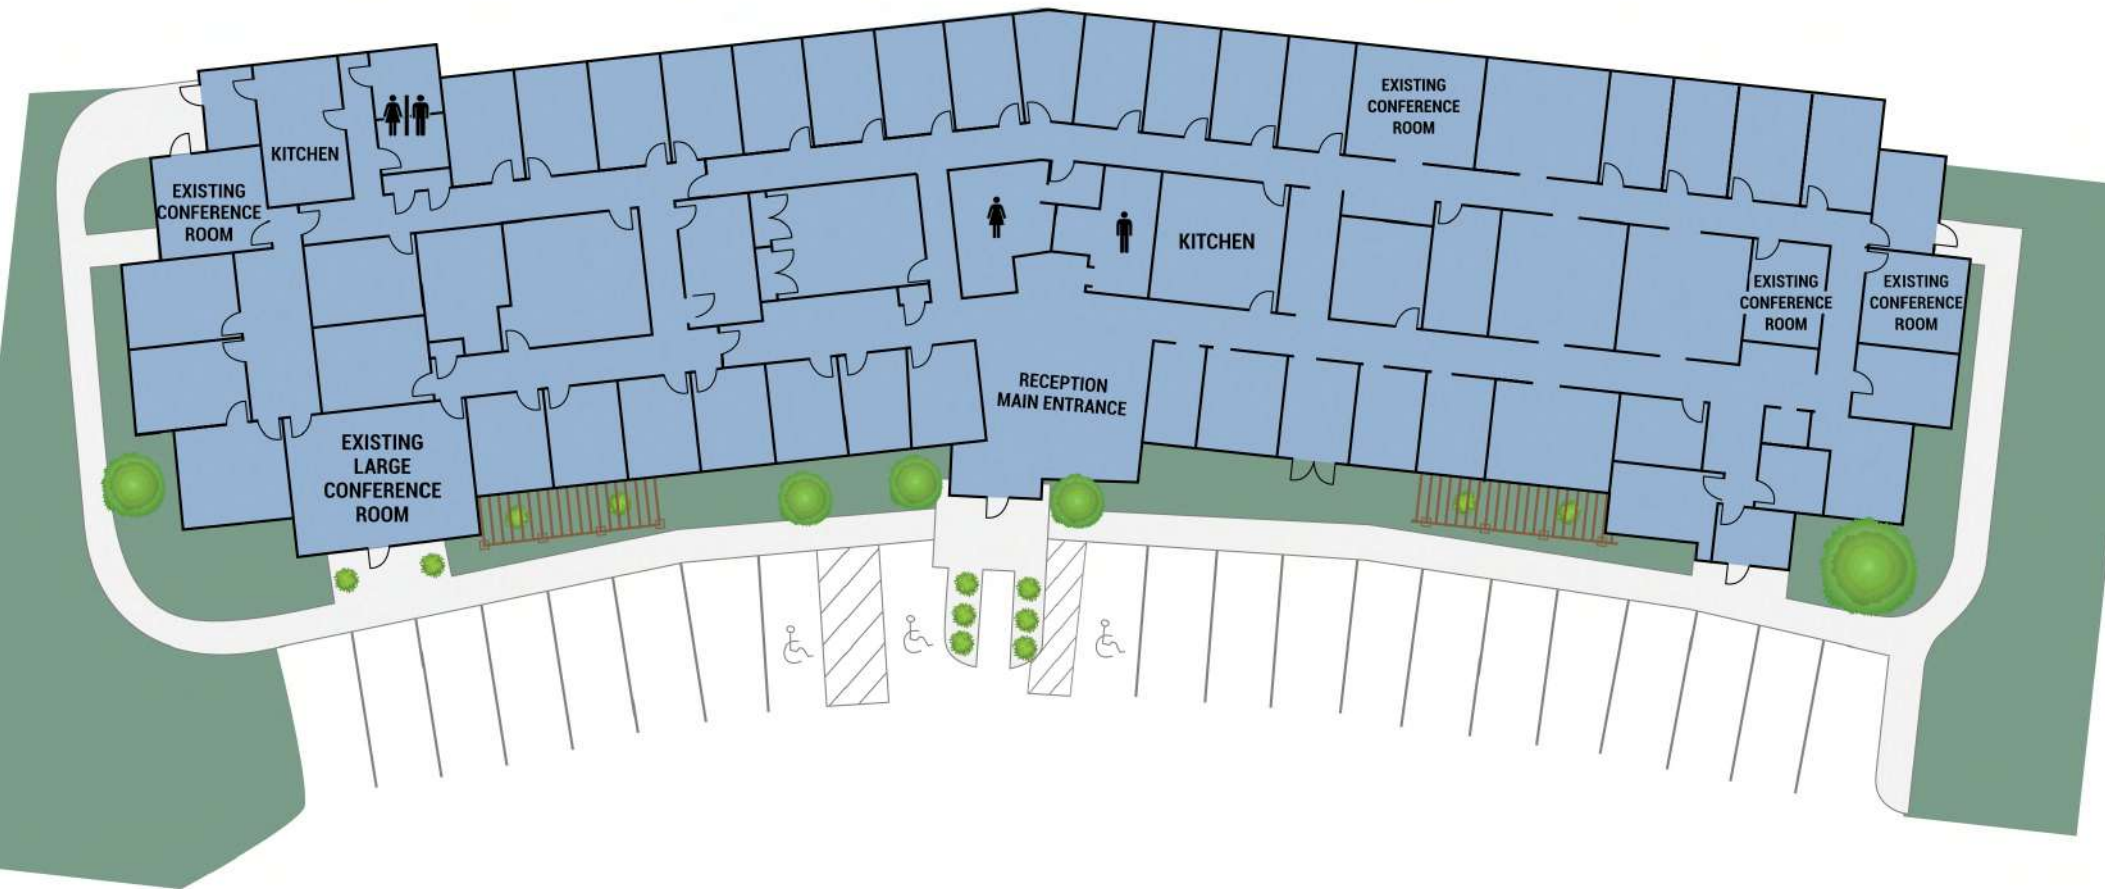 EXISTING
CONFERENCE
ROOM
KITCHEN
EXISTING
CONFERENCE
ROOM
KITCHEN
EXISTING
CONFERENCE
ROOM
EXISTING
CONFERENCE
ROOM
RECEPTION
MAIN ENTRANCE
EXISTING
LARGE
CONFERENCE
ROOM